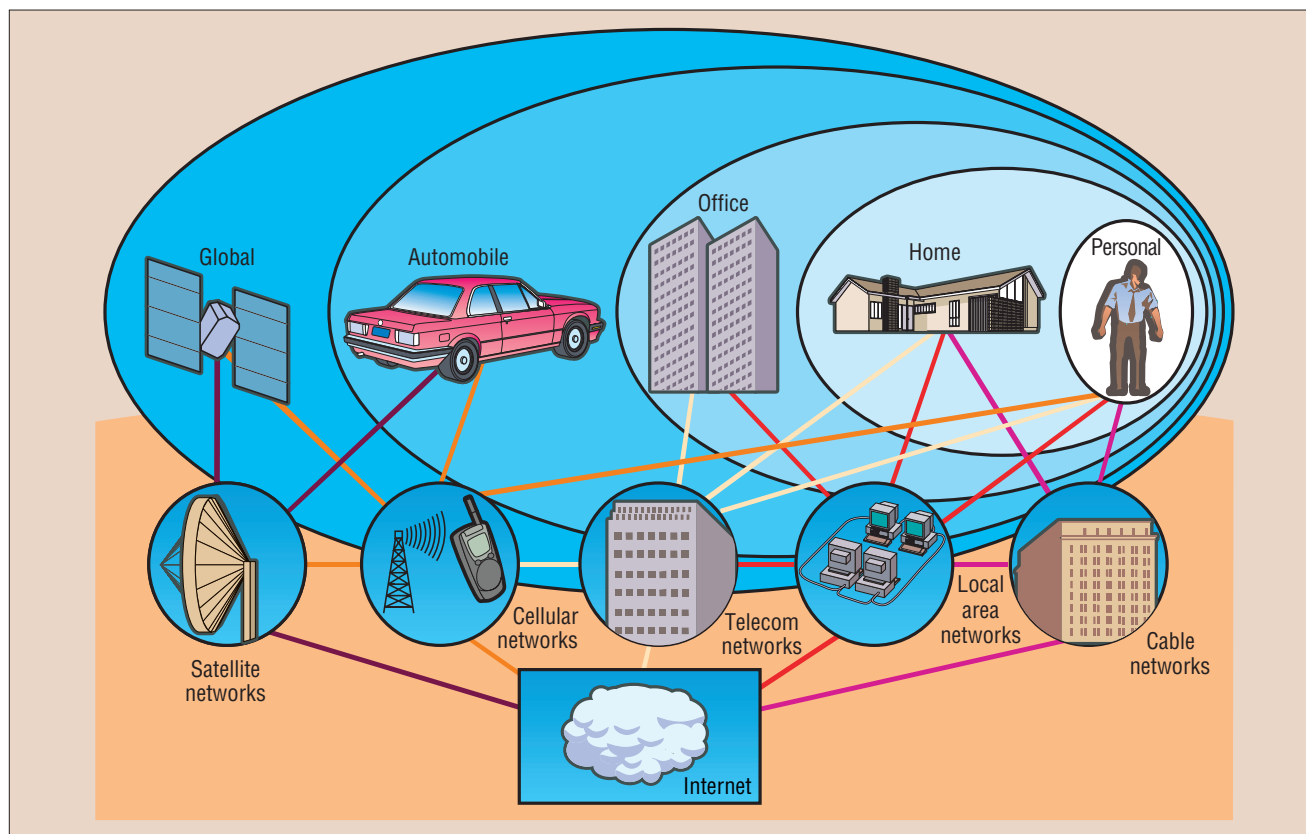 Office
Global
Automobile
Home
Personal
Satellite
networks
Cellular
networks
Telecom
networks
Local
area
networks
Cable
networks
Internet